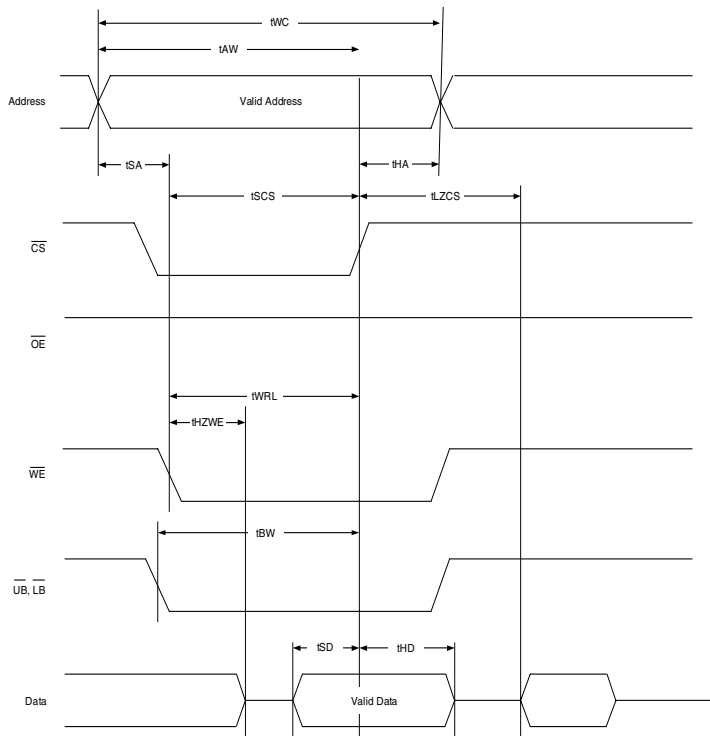 tWC
tAW
Address
Valid Address
tSA
tHA
tSCS
tLZCS
CS
OE
tWRL
tHZWE
WE
tBW
UB, LB
tSD
tHD
Data
Valid Data